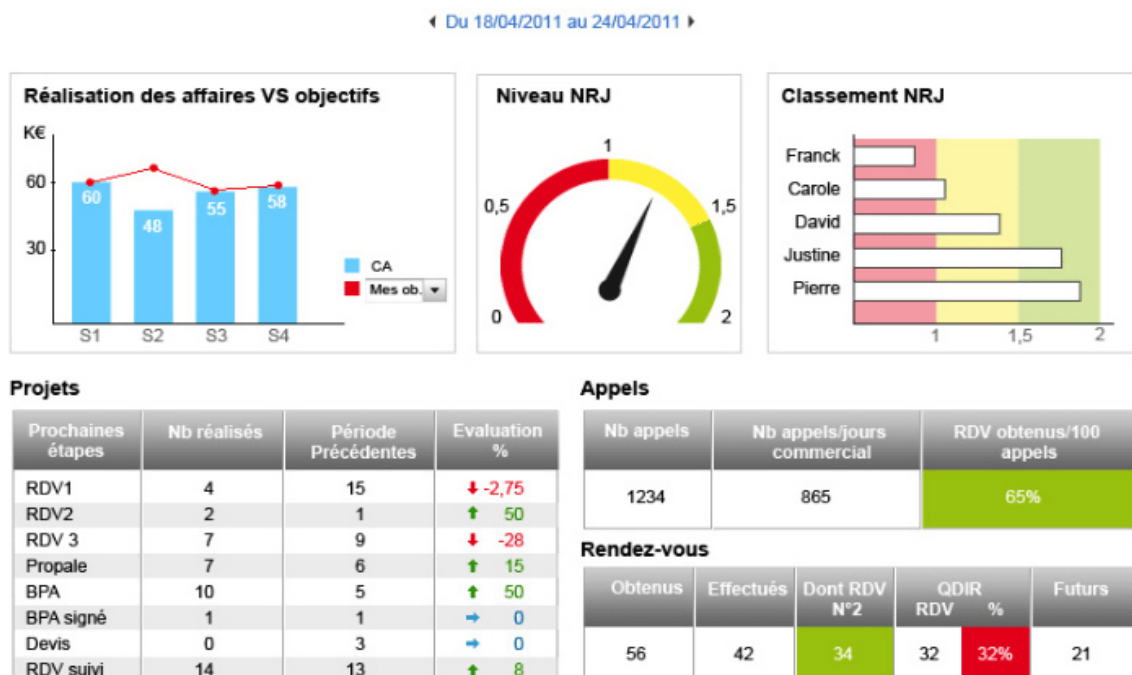 Du 18/04/2011 au 24/04/2011
Réalisation des affaires VS objectifs
K€
60
30
60
48
55
58
S1 S2 S3 S4
CA
Mes ob.
Niveau NRJ
0
0,5
1
1,5
2
Classement NRJ
Franck
Carole
David
Justine
Pierre
1 1,5 2
Projets
Prochaines étapes Nb réalisés Période Précédentes Evaluation %
RDV1 4 15 -2,75
RDV2 2 1 50
RDV 3 7 9 -28
Propale 7 6 15
BPA 10 5 50
BPA signé 1 1 0
Devis 0 3 0
RDV suivi 14 13 8
Appels
Nb appels Nb appels/jours commercial RDV obtenus/100 appels
1234 865 65%
Rendez-vous
Obtenus Effectués Dont RDV N°2 QDIR RDV % Futurs
56 42 34 32 32% 21